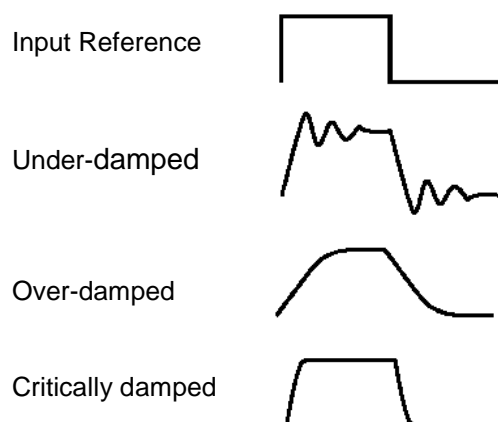 Input Reference
Under-damped
Over-damped
Critically damped